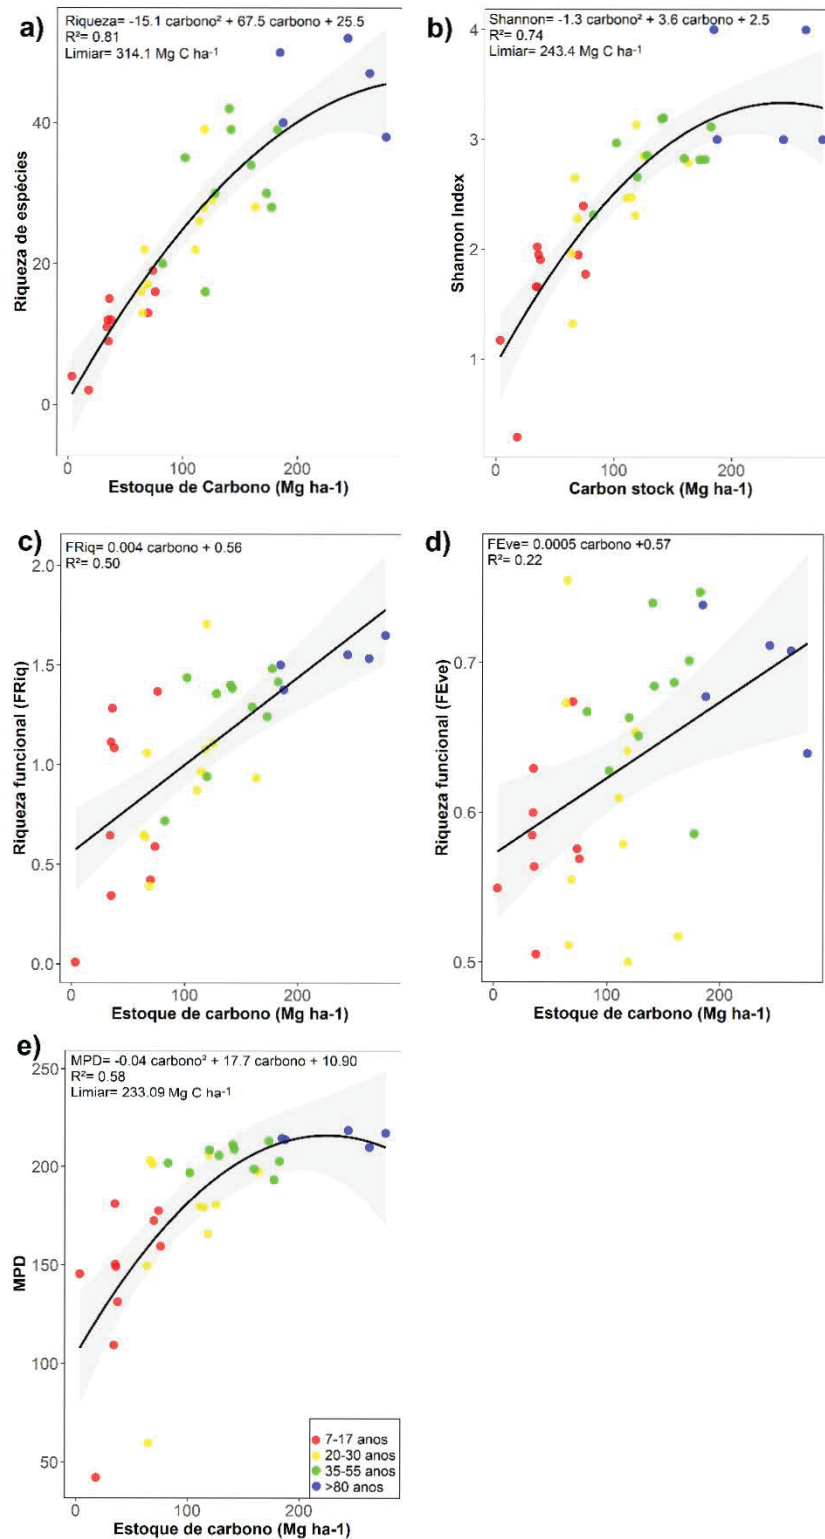 a)
Riqueza= -15.1 carbono² + 67.5 carbono + 25.5
R²= 0.81
Limiar= 314.1 Mg C ha⁻¹
Riqueza de espécies
40
20
0
0 100 200
Estoque de Carbono (Mg ha-1)
b)
Shannon= -1.3 carbono² + 3.6 carbono + 2.5
R²= 0.74
Limiar= 243.4 Mg C ha⁻¹
Shannon Index
4
3
2
1
0 100 200
Carbon stock (Mg ha-1)
c)
FRiq= 0.004 carbono + 0.56
R²= 0.50
Riqueza funcional (FRiq)
2.0
1.5
1.0
0.5
0.0
0 100 200
Estoque de carbono (Mg ha-1)
d)
FEve= 0.0005 carbono +0.57
R²= 0.22
Riqueza funcional (FEve)
0.7
0.6
0.5
0 100 200
Estoque de carbono (Mg ha-1)
e)
MPD= -0.04 carbono² + 17.7 carbono + 10.90
R²= 0.58
Limiar= 233.09 Mg C ha⁻¹
MPD
250
200
150
100
50
0 100 200
Estoque de carbono (Mg ha-1)
7-17 anos
20-30 anos
35-55 anos
>80 anos